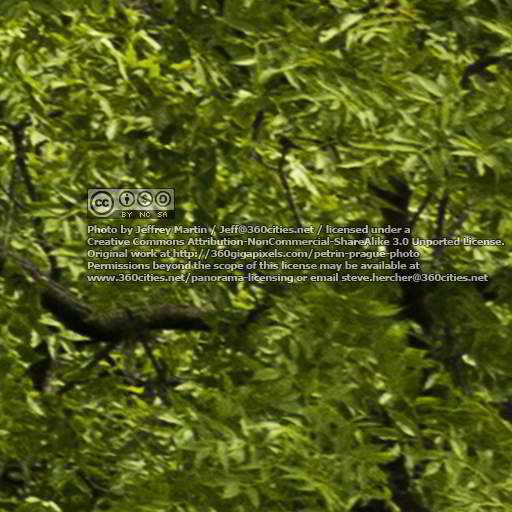 cc
BY NC SA
Photo by Jeffrey Martin / Jeff@360cities.net / licensed under a
Creative Commons Attribution-NonCommercial-ShareAlike 3.0 Unported License.
Original work at http://360gigapixels.com/petrin-prague-photo
Permissions beyond the scope of this license may be available at
www.360cities.net/panorama-licensing or email steve.hercher@360cities.net